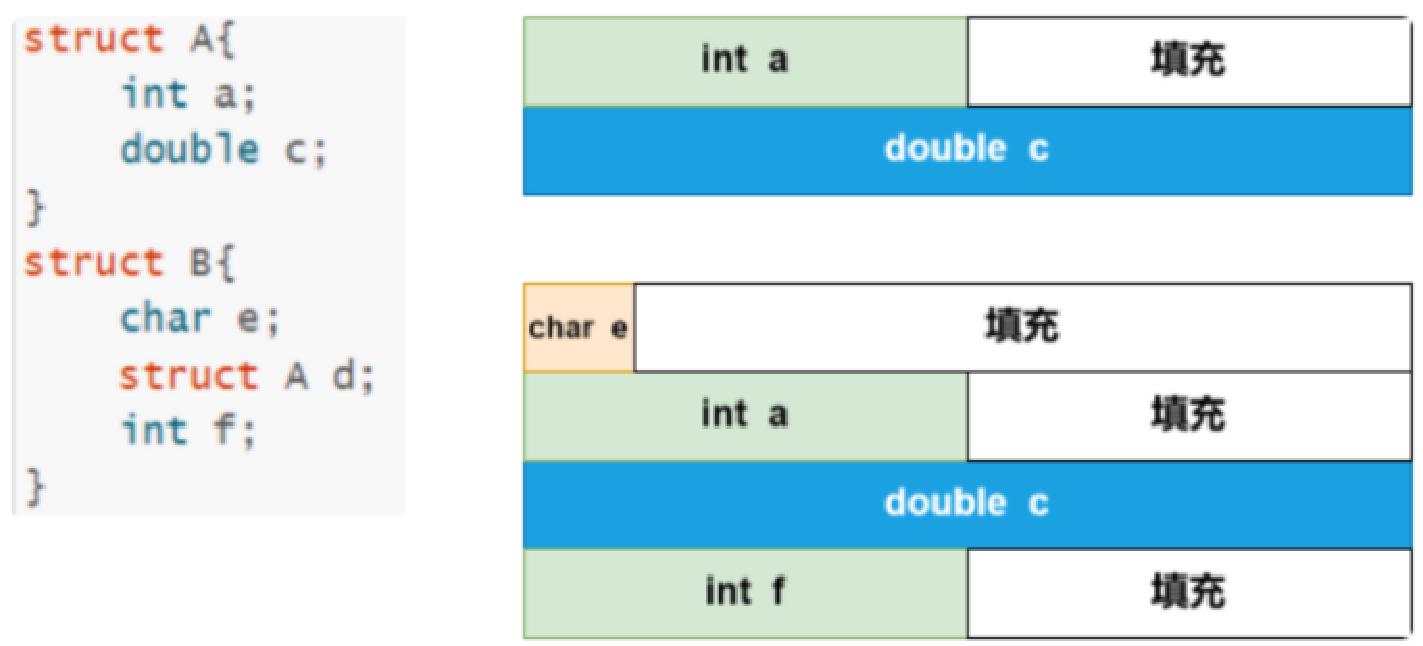 struct A{
    int a;
    double c;
}
struct B{
    char e;
    struct A d;
    int f;
}
int a 填充
double c
char e 填充
int a 填充
double c
int f 填充